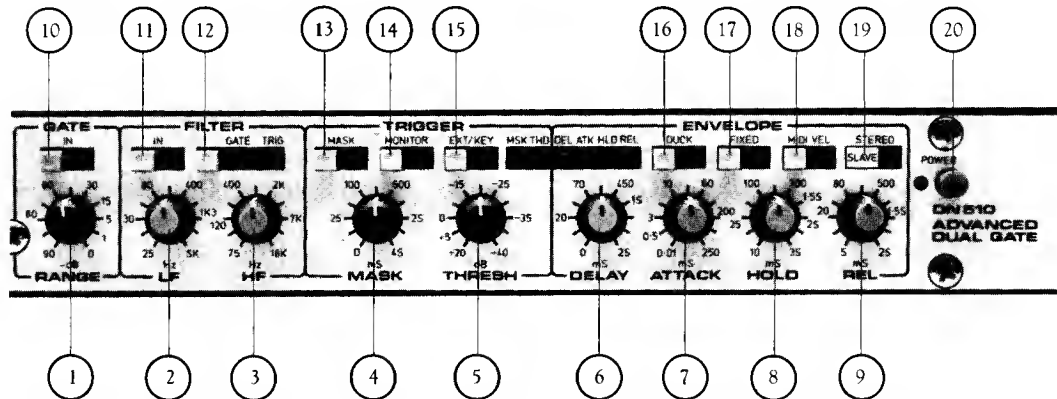 10 11 12 13 14 15 16 17 18 19 20
GATE FILTER TRIGGER ENVELOPE
IN IN GATE TRIG MASK MONITOR EXT/KEY MSK THD DEL ATK HLD REL DUCK FIXED MIDI VEL STEREO
SLAVE POWER
60 30 15 5 0 90 -dB
RANGE
80 400 1K3 5K 25 30 Hz
LF
400 2K 7K 16K 75 120 Hz
HF
100 500 2S 4S 0 25 mS
MASK
-15 -25 -35 -40 +20 0 dB
THRESH
70 450 1S 2S 0 20 mS
DELAY
10 60 200 250 0·01 0·5 3 mS
ATTACK
100 1·5S 2S 10 mS
HOLD
80 500 1·5S 2S 5 20 mS
REL
DN510
ADVANCED
DUAL GATE
1 2 3 4 5 6 7 8 9